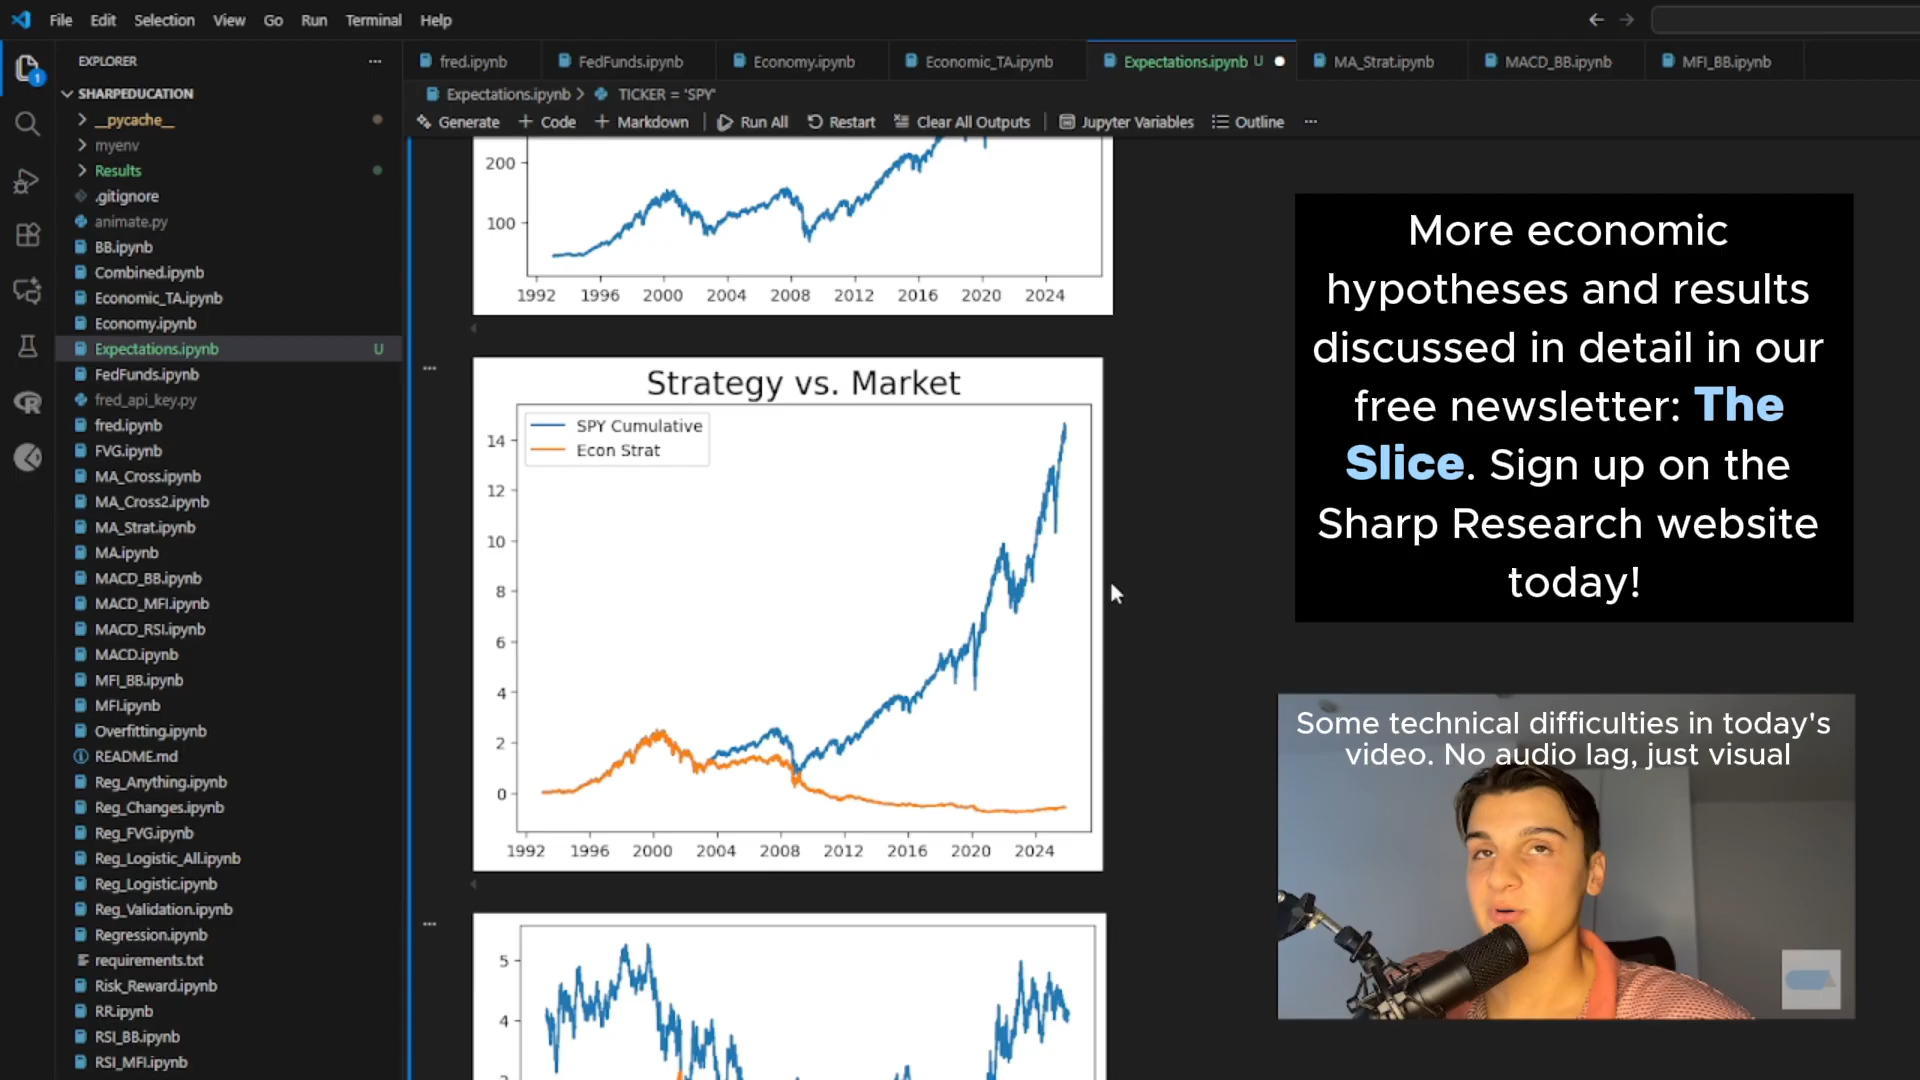 File Edit Selection View Go Run Terminal Help
EXPLORER
SHARPEDUCATION
__pycache__
myenv
Results
.gitignore
animate.py
BB.ipynb
Combined.ipynb
Economic_TA.ipynb
Economy.ipynb
Expectations.ipynb U
FedFunds.ipynb
fred_api_key.py
fred.ipynb
FVG.ipynb
MA_Cross.ipynb
MA_Cross2.ipynb
MA_Strat.ipynb
MA.ipynb
MACD_BB.ipynb
MACD_MFI.ipynb
MACD_RSI.ipynb
MACD.ipynb
MFI_BB.ipynb
MFI.ipynb
Overfitting.ipynb
README.md
Reg_Anything.ipynb
Reg_Changes.ipynb
Reg_FVG.ipynb
Reg_Logistic_All.ipynb
Reg_Logistic.ipynb
Reg_Validation.ipynb
Regression.ipynb
requirements.txt
Risk_Reward.ipynb
RR.ipynb
RSI_BB.ipynb
RSI_MFI.ipynb
1
fred.ipynb FedFunds.ipynb Economy.ipynb Economic_TA.ipynb Expectations.ipynb U MA_Strat.ipynb MACD_BB.ipynb MFI_BB.ipynb
Expectations.ipynb > TICKER = 'SPY'
Generate + Code + Markdown Run All Restart Clear All Outputs Jupyter Variables Outline ...
200
100
1992 1996 2000 2004 2008 2012 2016 2020 2024
Strategy vs. Market
SPY Cumulative
Econ Strat
14
12
10
8
6
4
2
0
1992 1996 2000 2004 2008 2012 2016 2020 2024
5
4
More economic
hypotheses and results
discussed in detail in our
free newsletter: The
Slice. Sign up on the
Sharp Research website
today!
Some technical difficulties in today's
video. No audio lag, just visual